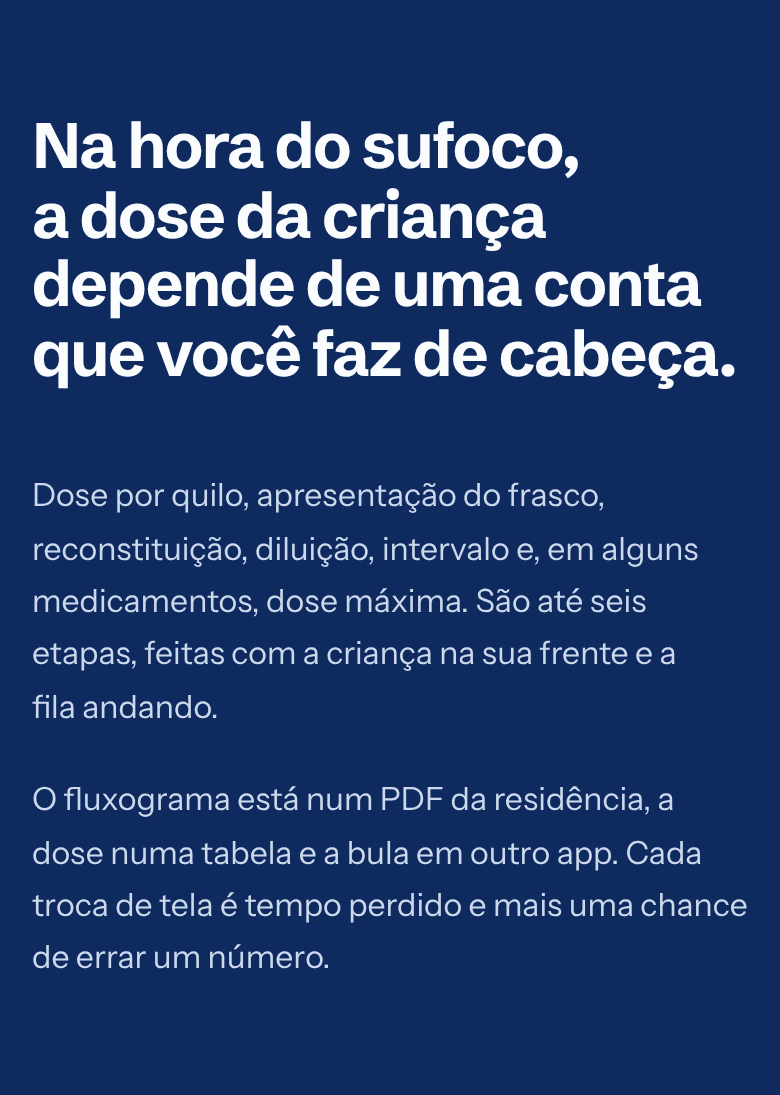 Na hora do sufoco,
a dose da criança
depende de uma conta
que você faz de cabeça.
Dose por quilo, apresentação do frasco,
reconstituição, diluição, intervalo e, em alguns
medicamentos, dose máxima. São até seis
etapas, feitas com a criança na sua frente e a
fila andando.
O fluxograma está num PDF da residência, a
dose numa tabela e a bula em outro app. Cada
troca de tela é tempo perdido e mais uma chance
de errar um número.